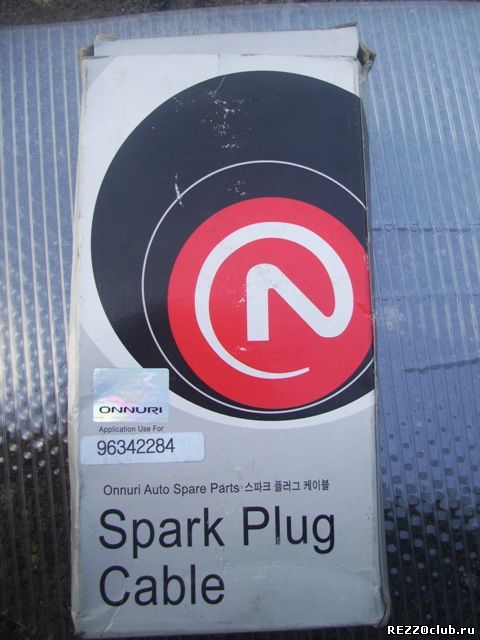 ONNURI
Application Use For
96342284
Onnuri Auto Spare Parts 스파크 플러그 케이블
Spark Plug
Cable
REZZOclub.ru